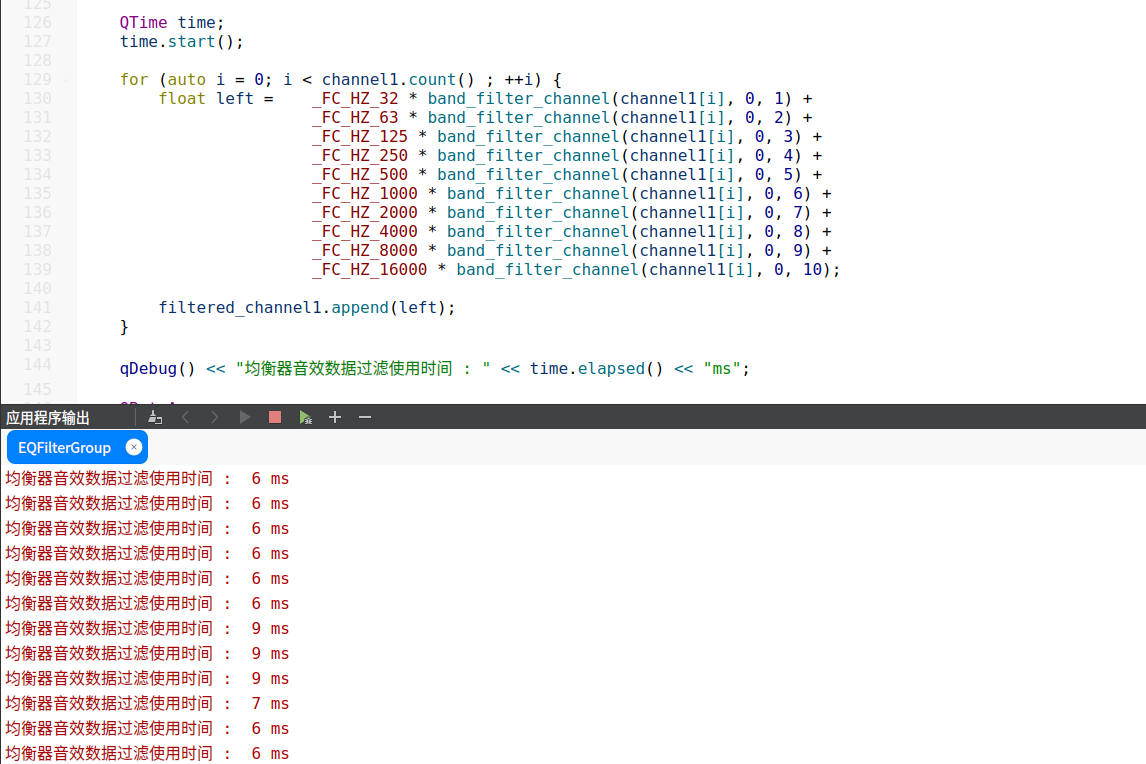 125
126 QTime time;
127 time.start();
128
129 for (auto i = 0; i < channel1.count() ; ++i) {
130 float left = _FC_HZ_32 * band_filter_channel(channel1[i], 0, 1) +
131 _FC_HZ_63 * band_filter_channel(channel1[i], 0, 2) +
132 _FC_HZ_125 * band_filter_channel(channel1[i], 0, 3) +
133 _FC_HZ_250 * band_filter_channel(channel1[i], 0, 4) +
134 _FC_HZ_500 * band_filter_channel(channel1[i], 0, 5) +
135 _FC_HZ_1000 * band_filter_channel(channel1[i], 0, 6) +
136 _FC_HZ_2000 * band_filter_channel(channel1[i], 0, 7) +
137 _FC_HZ_4000 * band_filter_channel(channel1[i], 0, 8) +
138 _FC_HZ_8000 * band_filter_channel(channel1[i], 0, 9) +
139 _FC_HZ_16000 * band_filter_channel(channel1[i], 0, 10);
140
141 filtered_channel1.append(left);
142 }
143
144 qDebug() << "均衡器音效数据过滤使用时间 : " << time.elapsed() << "ms";
145
应用程序输出
EQFilterGroup
均衡器音效数据过滤使用时间 : 6 ms
均衡器音效数据过滤使用时间 : 6 ms
均衡器音效数据过滤使用时间 : 6 ms
均衡器音效数据过滤使用时间 : 6 ms
均衡器音效数据过滤使用时间 : 6 ms
均衡器音效数据过滤使用时间 : 6 ms
均衡器音效数据过滤使用时间 : 9 ms
均衡器音效数据过滤使用时间 : 9 ms
均衡器音效数据过滤使用时间 : 9 ms
均衡器音效数据过滤使用时间 : 7 ms
均衡器音效数据过滤使用时间 : 6 ms
均衡器音效数据过滤使用时间 : 6 ms